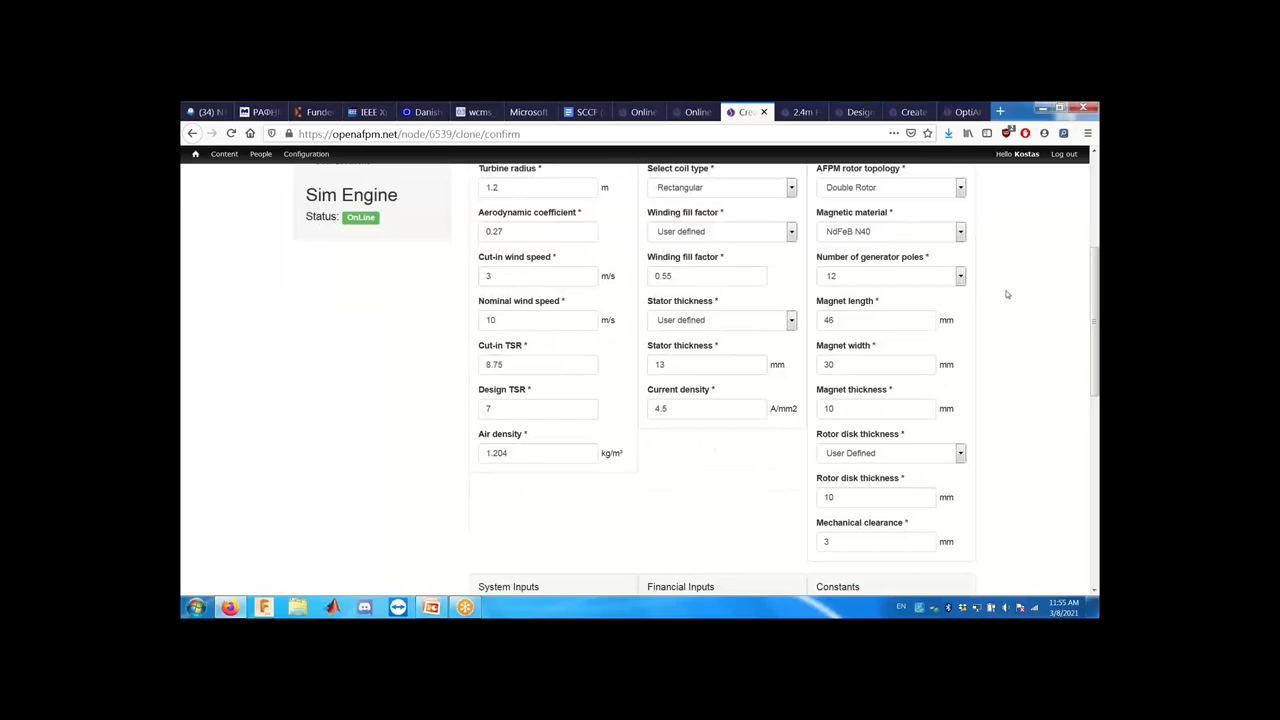 (34) N
РАФН
Funde
IEEE X
Danish
wcms_
Microsoft
SCCF
Online
Online
Cre
2.4m
Design
Create
OptiA
https://openafpm.net/node/6539/clone/confirm
Content People Configuration Hello Kostas Log out
Sim Engine
Status: OnLine
Turbine radius *
1.2 m
Aerodynamic coefficient *
0.27
Cut-in wind speed *
3 m/s
Nominal wind speed *
10 m/s
Cut-in TSR *
8.75
Design TSR *
7
Air density *
1.204 kg/m³
Select coil type *
Rectangular
Winding fill factor *
User defined
Winding fill factor *
0.55
Stator thickness *
User defined
Stator thickness *
13 mm
Current density *
4.5 A/mm2
AFPM rotor topology *
Double Rotor
Magnetic material *
NdFeB N40
Number of generator poles *
12
Magnet length *
46 mm
Magnet width *
30 mm
Magnet thickness *
10 mm
Rotor disk thickness *
User Defined
Rotor disk thickness *
10 mm
Mechanical clearance *
3 mm
System Inputs
Financial Inputs
Constants
EN
11:55 AM
3/8/2021